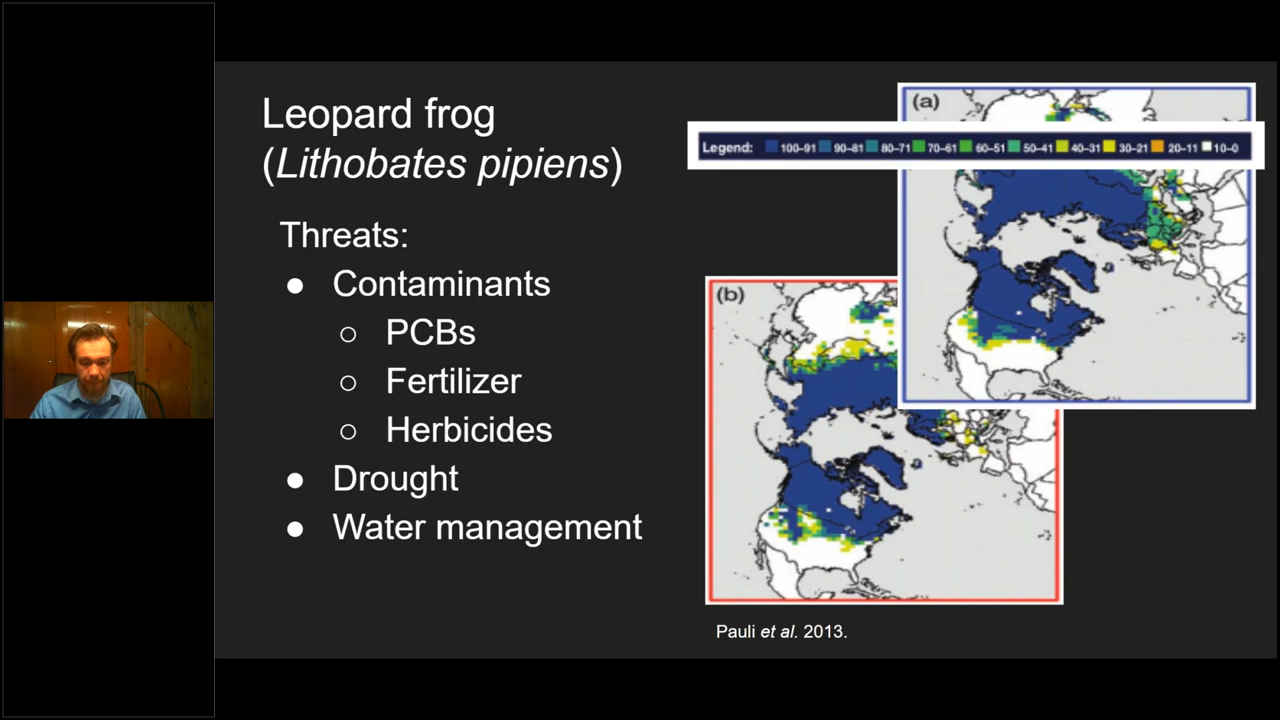 Leopard frog
(Lithobates pipiens)
Threats:
● Contaminants
○ PCBs
○ Fertilizer
○ Herbicides
● Drought
● Water management
(a)
Legend: 100–91 90–81 80–71 70–61 60–51 50–41 40–31 30–21 20–11 10–0
(b)
Pauli et al. 2013.